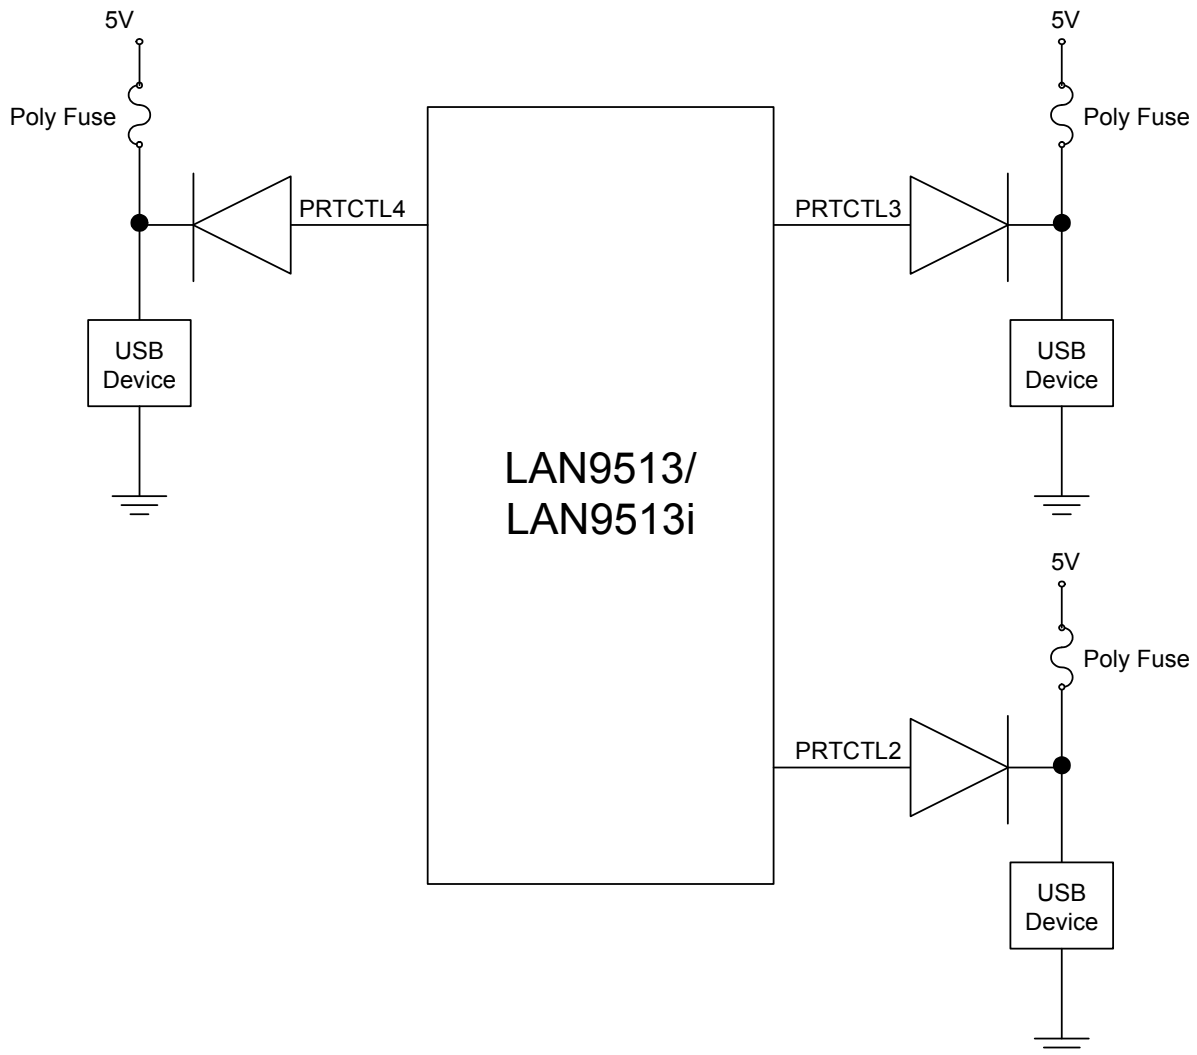 5V
5V
Poly Fuse
Poly Fuse
PRTCTL4
PRTCTL3
USB
Device
USB
Device
LAN9513/
LAN9513i
5V
Poly Fuse
PRTCTL2
USB
Device